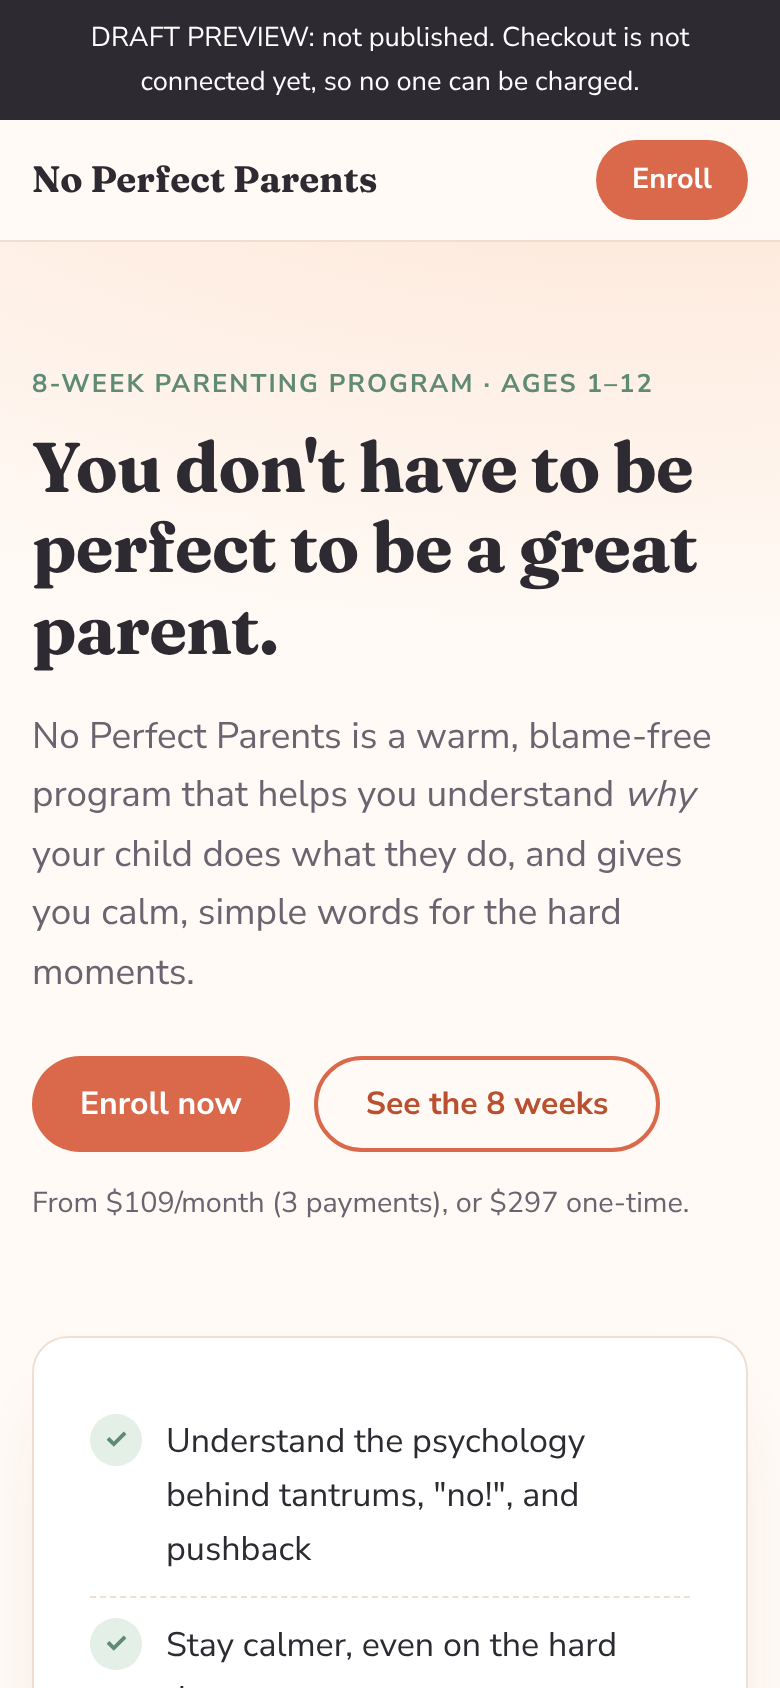 DRAFT PREVIEW: not published. Checkout is not
connected yet, so no one can be charged.
No Perfect Parents
Enroll
8-WEEK PARENTING PROGRAM · AGES 1–12
You don't have to be
perfect to be a great
parent.
No Perfect Parents is a warm, blame-free
program that helps you understand why
your child does what they do, and gives
you calm, simple words for the hard
moments.
Enroll now
See the 8 weeks
From $109/month (3 payments), or $297 one-time.
Understand the psychology
behind tantrums, "no!", and
pushback
Stay calmer, even on the hard